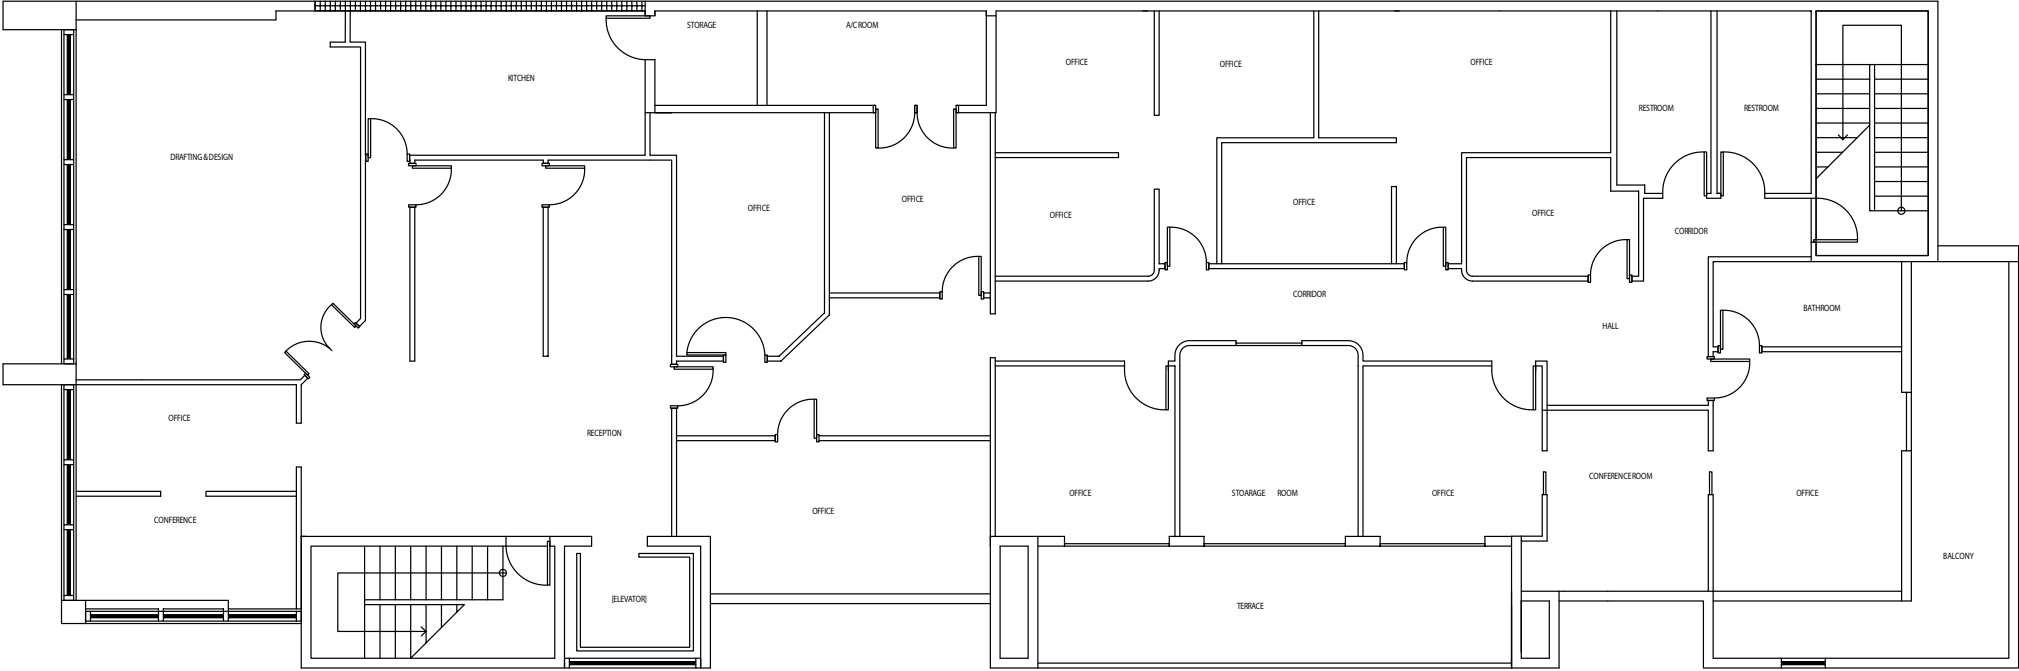 STORAGE
A/C ROOM
OFFICE
OFFICE
OFFICE
KITCHEN
RESTROOM
RESTROOM
DRAFTING & DESIGN
OFFICE
OFFICE
OFFICE
OFFICE
OFFICE
CORRIDOR
CORRIDOR
BATHROOM
HALL
OFFICE
RECEPTION
CONFERENCE ROOM
OFFICE
STOARAGE ROOM
OFFICE
OFFICE
OFFICE
CONFERENCE
BALCONY
[ELEVATOR]
TERRACE